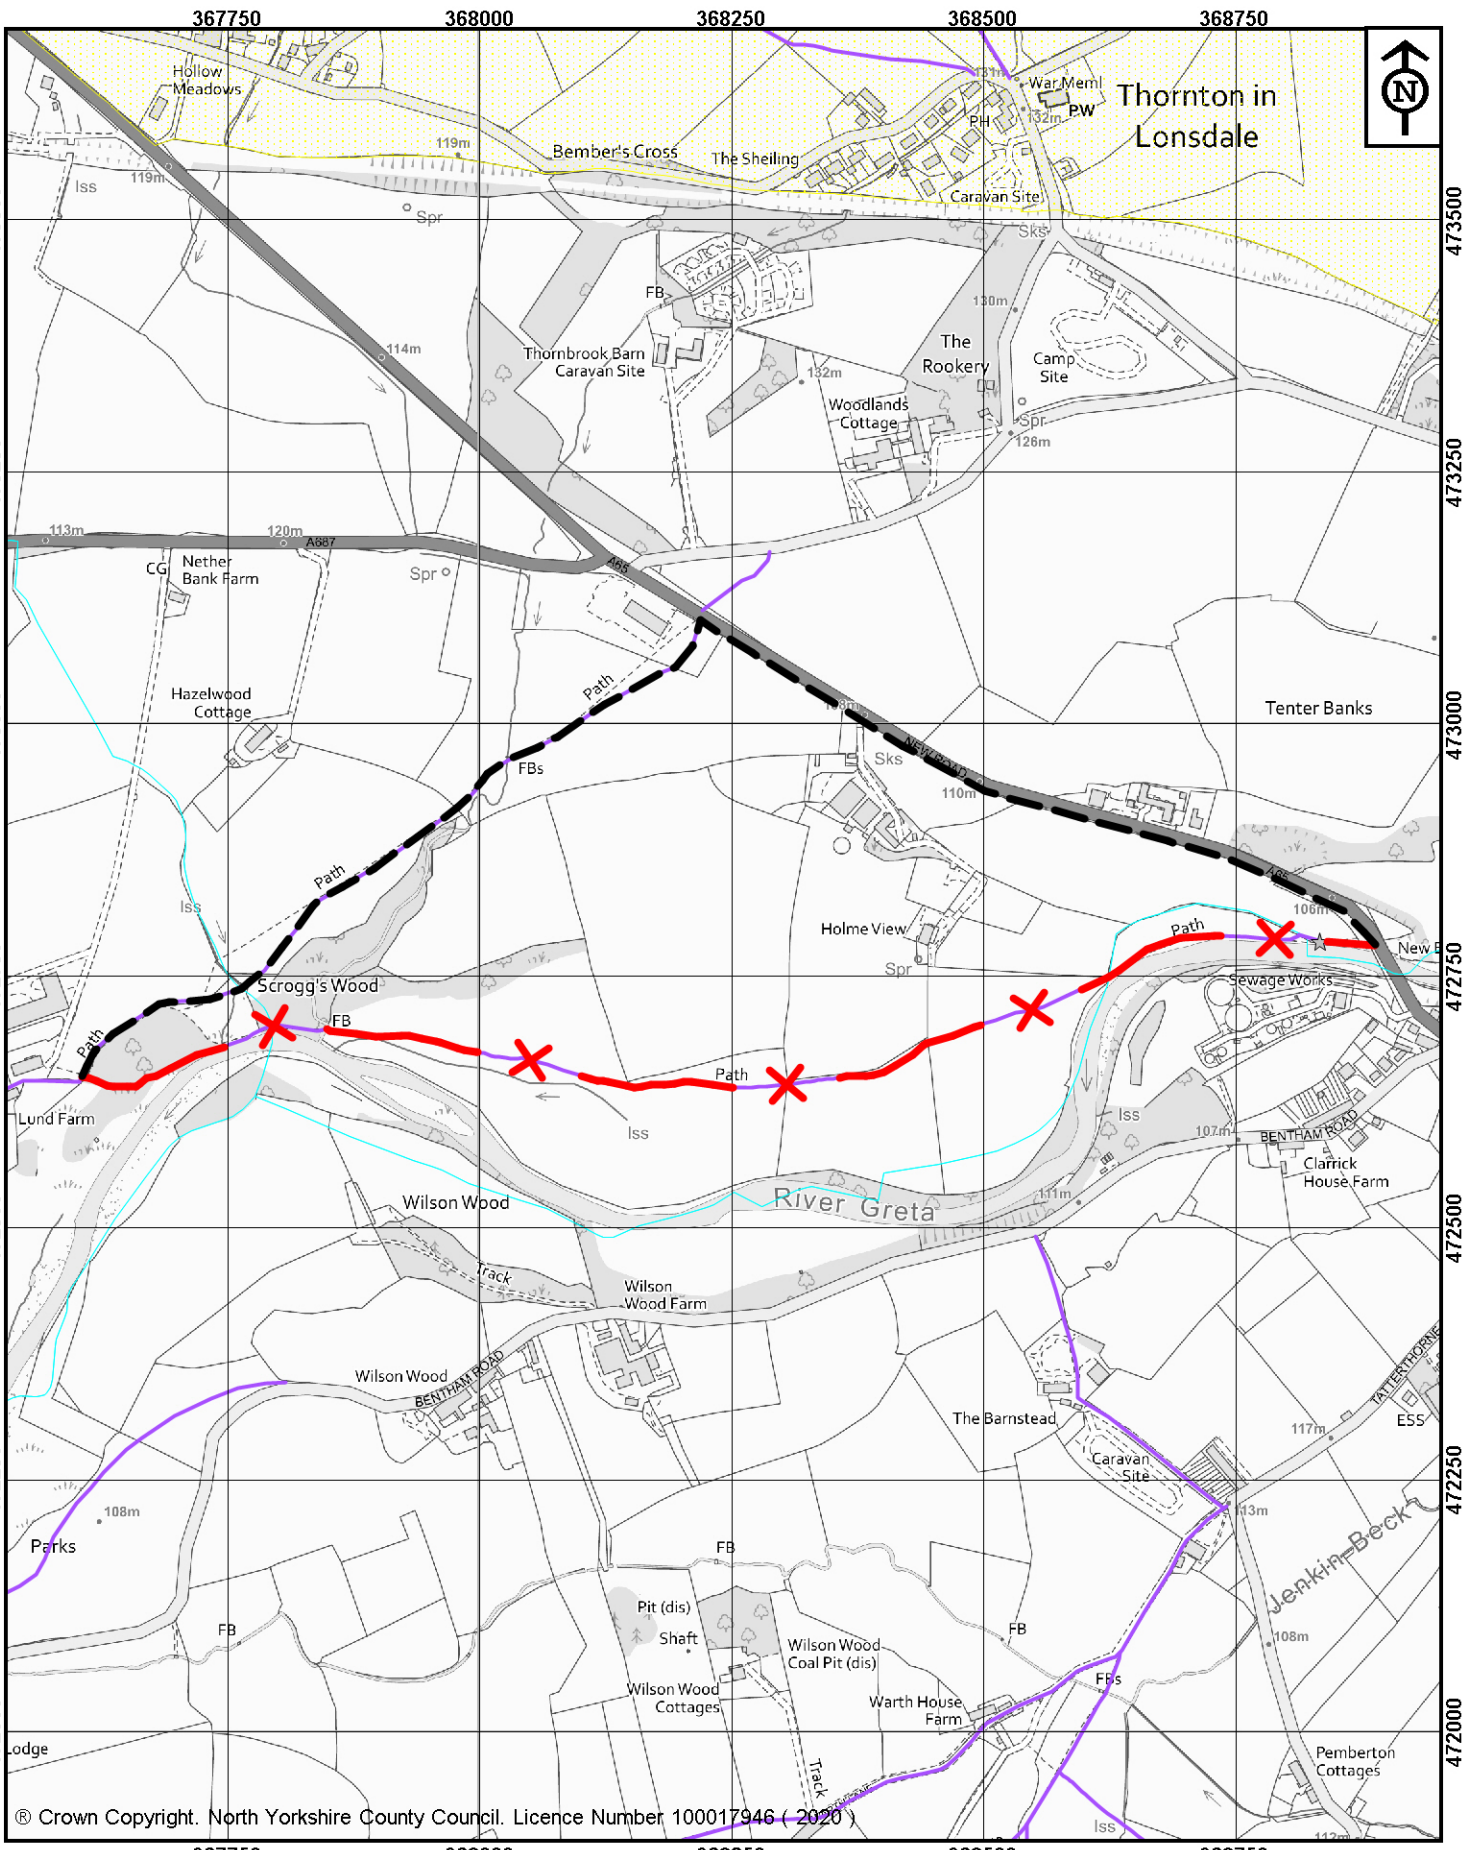 367750 368000 368250 368500 368750
Hollow
Meadows
131m
War Meml
PW
132m
PH
Thornton in
Lonsdale
N
119m
Bember's Cross
The Sheiling
119m
Iss
Spr
Caravan Site
Sks
473500
FB
130m
The
Rookery
Camp
Site
114m
Thornbrook Barn
Caravan Site
132m
Woodlands
Cottage
Spr
126m
473250
113m
120m
A687
CG
Nether
Bank Farm
Spr
A65
Path
Hazelwood
Cottage
Tenter Banks
473000
FBs
Sks
NEW ROAD
110m
Path
Iss
A65
106m
Holme View
Path
New
Spr
472750
Scrogg's Wood
Sewage Works
FB
Path
Path
Lund Farm
Iss
Iss
107m
BENTHAM ROAD
Clarrick
House Farm
Wilson Wood
River Greta
111m
472500
Track
Wilson
Wood Farm
Wilson Wood
BENTHAM ROAD
TATTERTHORNE
The Barnstead
117m
ESS
Caravan
Site
472250
108m
113m
Parks
Jenkin Beck
FB
FB
Pit (dis)
Shaft
FB
Wilson Wood
Coal Pit (dis)
108m
Wilson Wood
Cottages
FBs
Warth House
Farm
472000
Lodge
Pemberton
Cottages
Track
® Crown Copyright. North Yorkshire County Council. Licence Number 100017946 ( 2020 )
Iss
112m